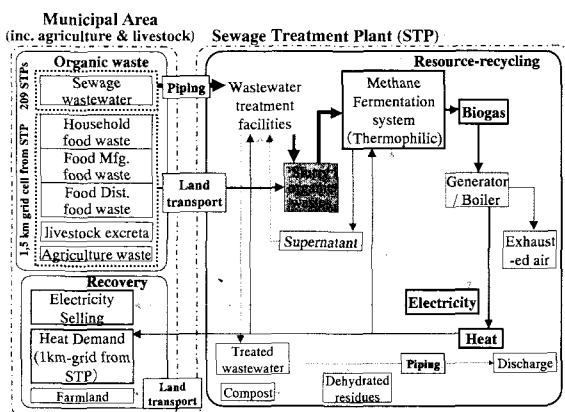 Municipal Area
(inc. agriculture & livestock)
Sewage Treatment Plant (STP)
Organic waste
Resource-recycling
209 STPs
Sewage
wastewater
Piping
Wastewater
treatment
facilities
Methane
Fermentation
system
(Thermophilic)
Biogas
1,5 km grid cell from STP
Household
food waste
Food Mfg.
food waste
Food Dist.
food waste
livestock excreta
Agriculture waste
Land
transport
organic
Supernatant
Generator
/ Boiler
Exhaust
-ed air
Recovery
Electricity
Selling
Heat Demand
(1km-grid from
STP)
Farmland
Land
transport
Electricity
Heat
Treated
wastewater
Compost
Dehydrated
residues
Piping
Discharge